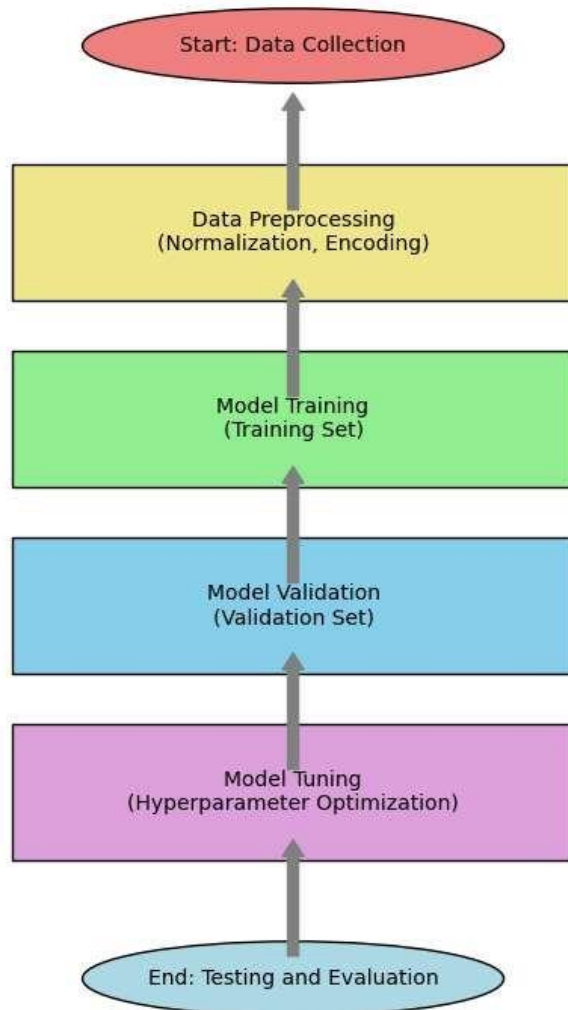 Start: Data Collection
Data Preprocessing
(Normalization, Encoding)
Model Training
(Training Set)
Model Validation
(Validation Set)
Model Tuning
(Hyperparameter Optimization)
End: Testing and Evaluation